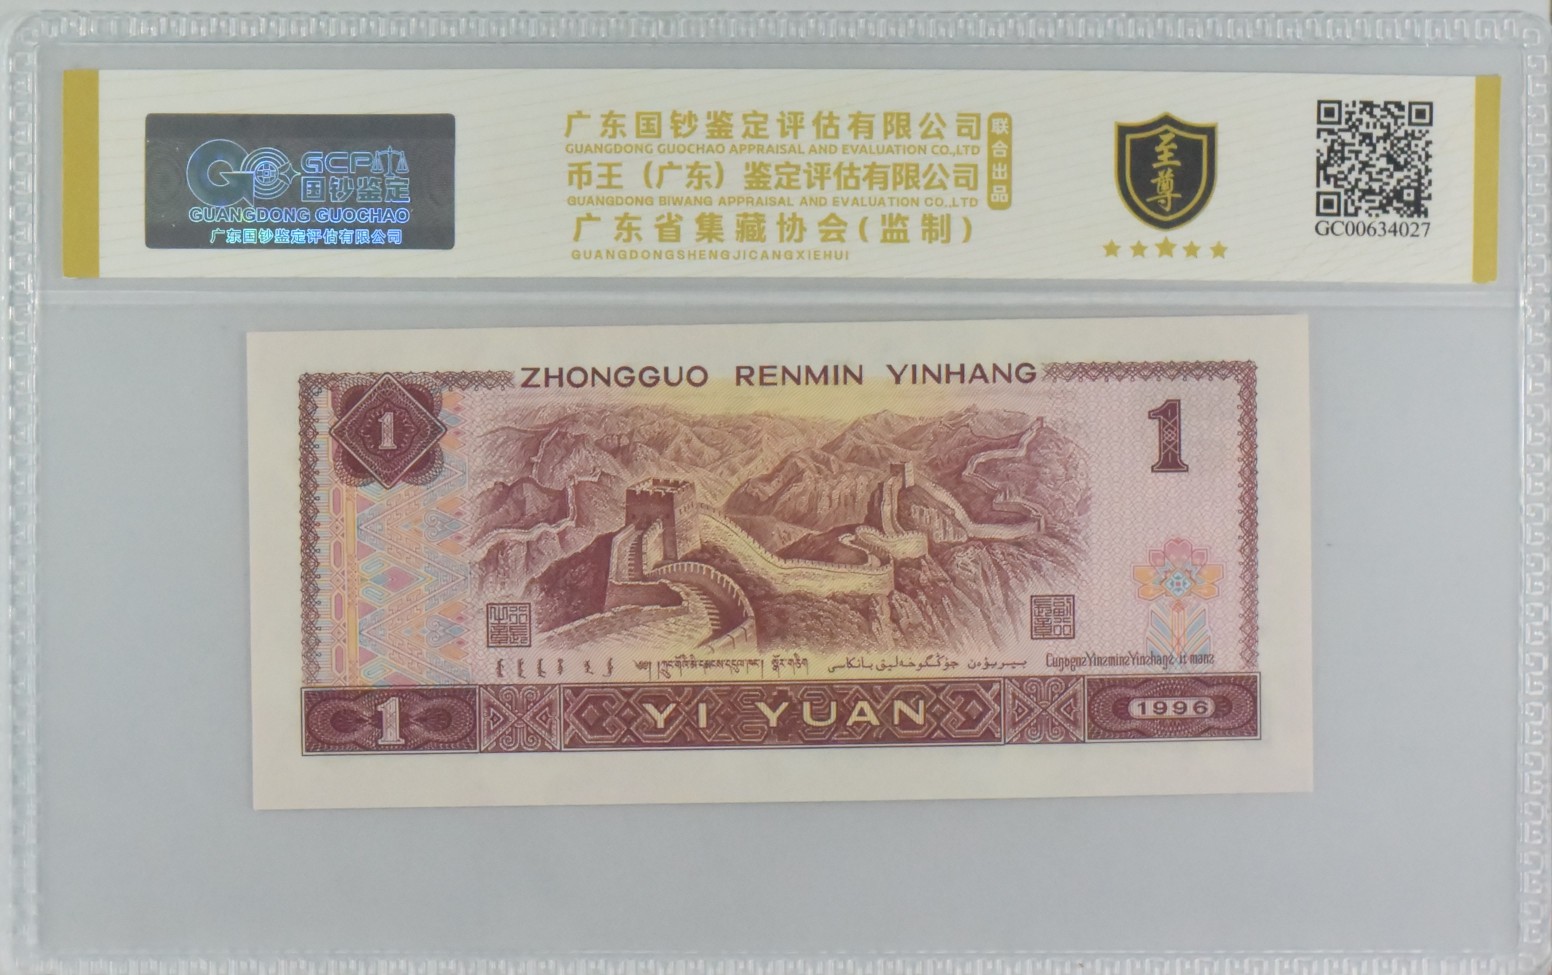 GCP
国钞鉴定
GUANGDONG GUOCHAO
广东国钞鉴定评估有限公司
广东国钞鉴定评估有限公司
GUANGDONG GUOCHAO APPRAISAL AND EVALUATION CO.,LTD
币王（广东）鉴定评估有限公司
GUANGDONG BIWANG APPRAISAL AND EVALUATION CO.,LTD
广东省集藏协会(监制)
GUANGDONGSHENGJICANGXIEHUI
联合出品
至尊
GC00634027
ZHONGGUO RENMIN YINHANG
1
1
1
YI YUAN
1996